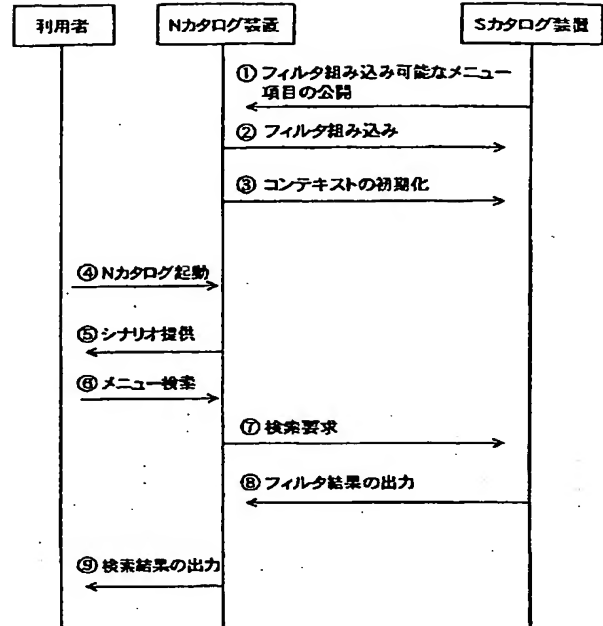 利用者
Nカタログ装置
Sカタログ装置
① フィルタ組み込み可能なメニュー
項目の公開
② フィルタ組み込み
③ コンテキストの初期化
④Nカタログ起動
⑤シナリオ提供
⑥メニュー検索
⑦ 検索要求
⑧ フィルタ結果の出力
⑨ 検索結果の出力